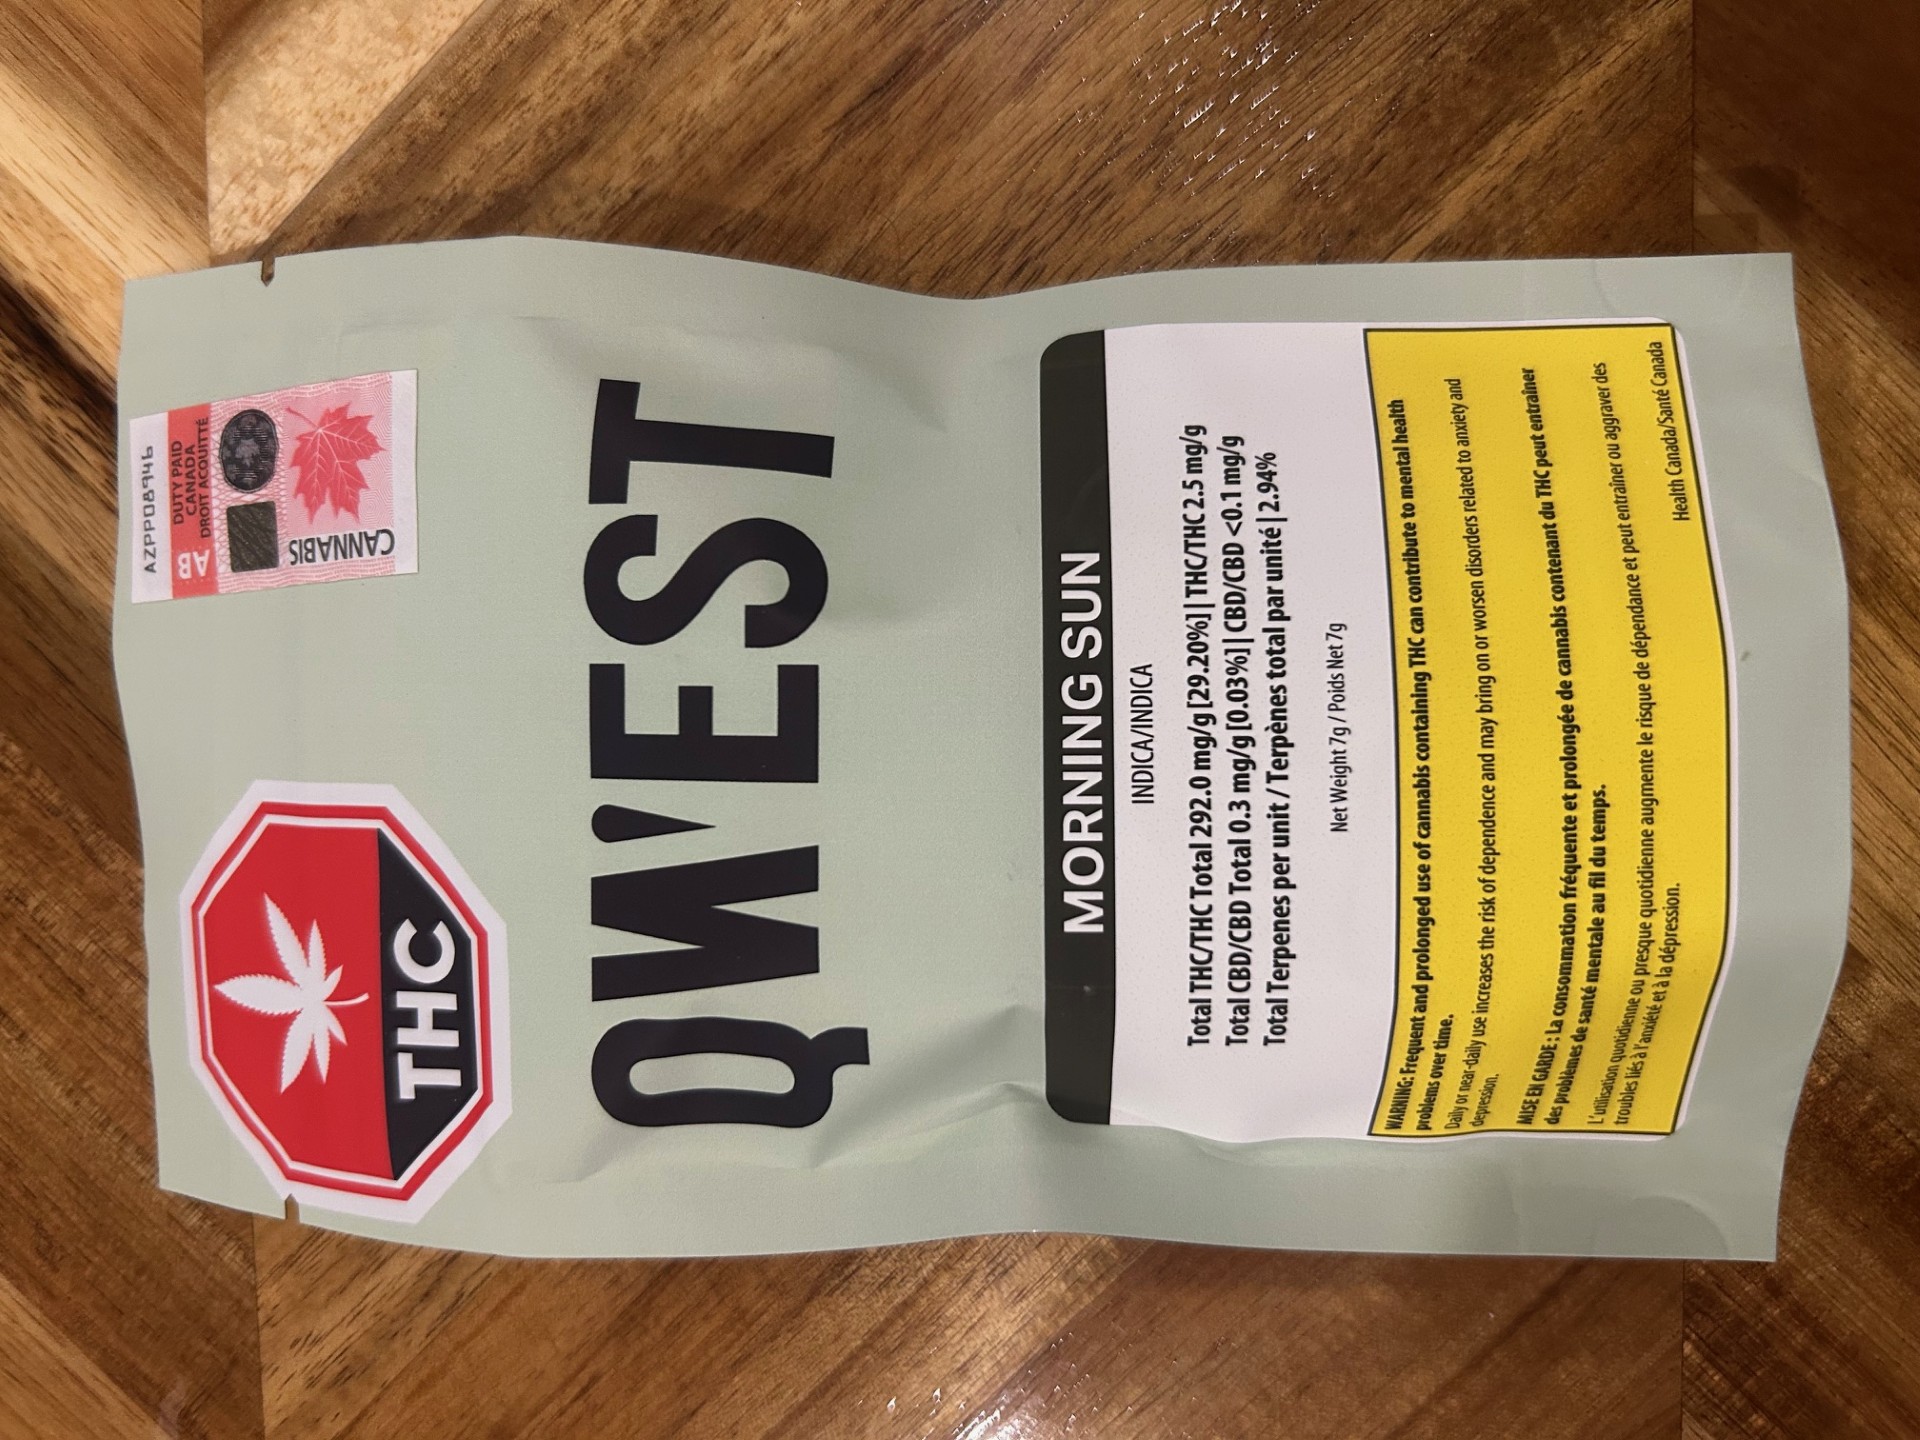 AZPP08946
DUTY PAID
CANADA
DROIT ACQUITTÉ
AB
CANNABIS
THC
QWEST
MORNING SUN
INDICA/INDICA
Total THC/THC Total 292.0 mg/g [29.20%] | THC/THC 2.5 mg/g
Total CBD/CBD Total 0.3 mg/g [0.03%] | CBD/CBD <0.1 mg/g
Total Terpenes per unit / Terpènes total par unité | 2.94%
Net Weight 7g / Poids Net 7g
WARNING: Frequent and prolonged use of cannabis containing THC can contribute to mental health
problems over time.
Daily or near-daily use increases the risk of dependence and may bring on or worsen disorders related to anxiety and
depression.
MISE EN GARDE : La consommation fréquente et prolongée de cannabis contenant du THC peut entraîner
des problèmes de santé mentale au fil du temps.
L'utilisation quotidienne ou presque quotidienne augmente le risque de dépendance et peut entraîner ou aggraver des
troubles liés à l'anxiété et à la dépression.
Health Canada/Santé Canada